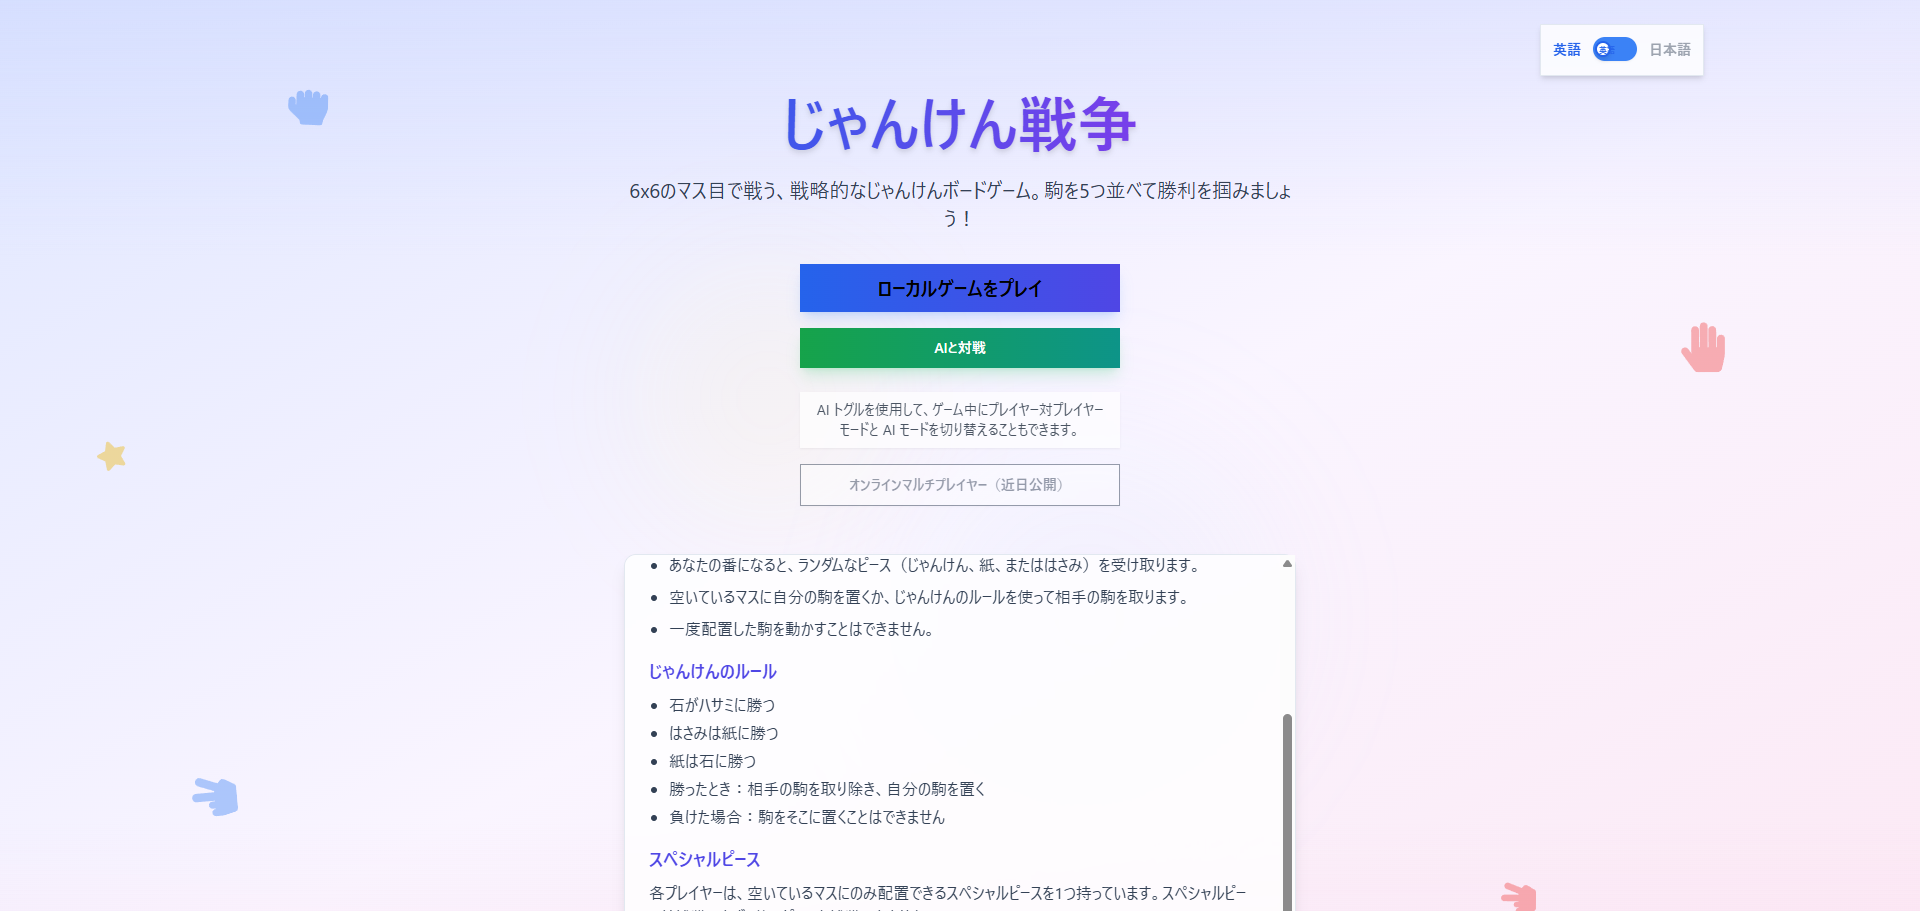 英語
日本語
じゃんけん戦争
6x6のマス目で戦う、戦略的なじゃんけんボードゲーム。駒を5つ並べて勝利を掴みましょ
う！
ローカルゲームをプレイ
AIと対戦
AI トグルを使用して、ゲーム中にプレイヤー対プレイヤー
モードと AI モードを切り替えることもできます。
オンラインマルチプレイヤー（近日公開）
あなたの番になると、ランダムなピース（じゃんけん、紙、またははさみ）を受け取ります。
空いているマスに自分の駒を置くか、じゃんけんのルールを使って相手の駒を取ります。
一度配置した駒を動かすことはできません。
じゃんけんのルール
石がハサミに勝つ
はさみは紙に勝つ
紙は石に勝つ
勝ったとき：相手の駒を取り除き、自分の駒を置く
負けた場合：駒をそこに置くことはできません
スペシャルピース
各プレイヤーは、空いているマスにのみ配置できるスペシャルピースを1つ持っています。スペシャルピー